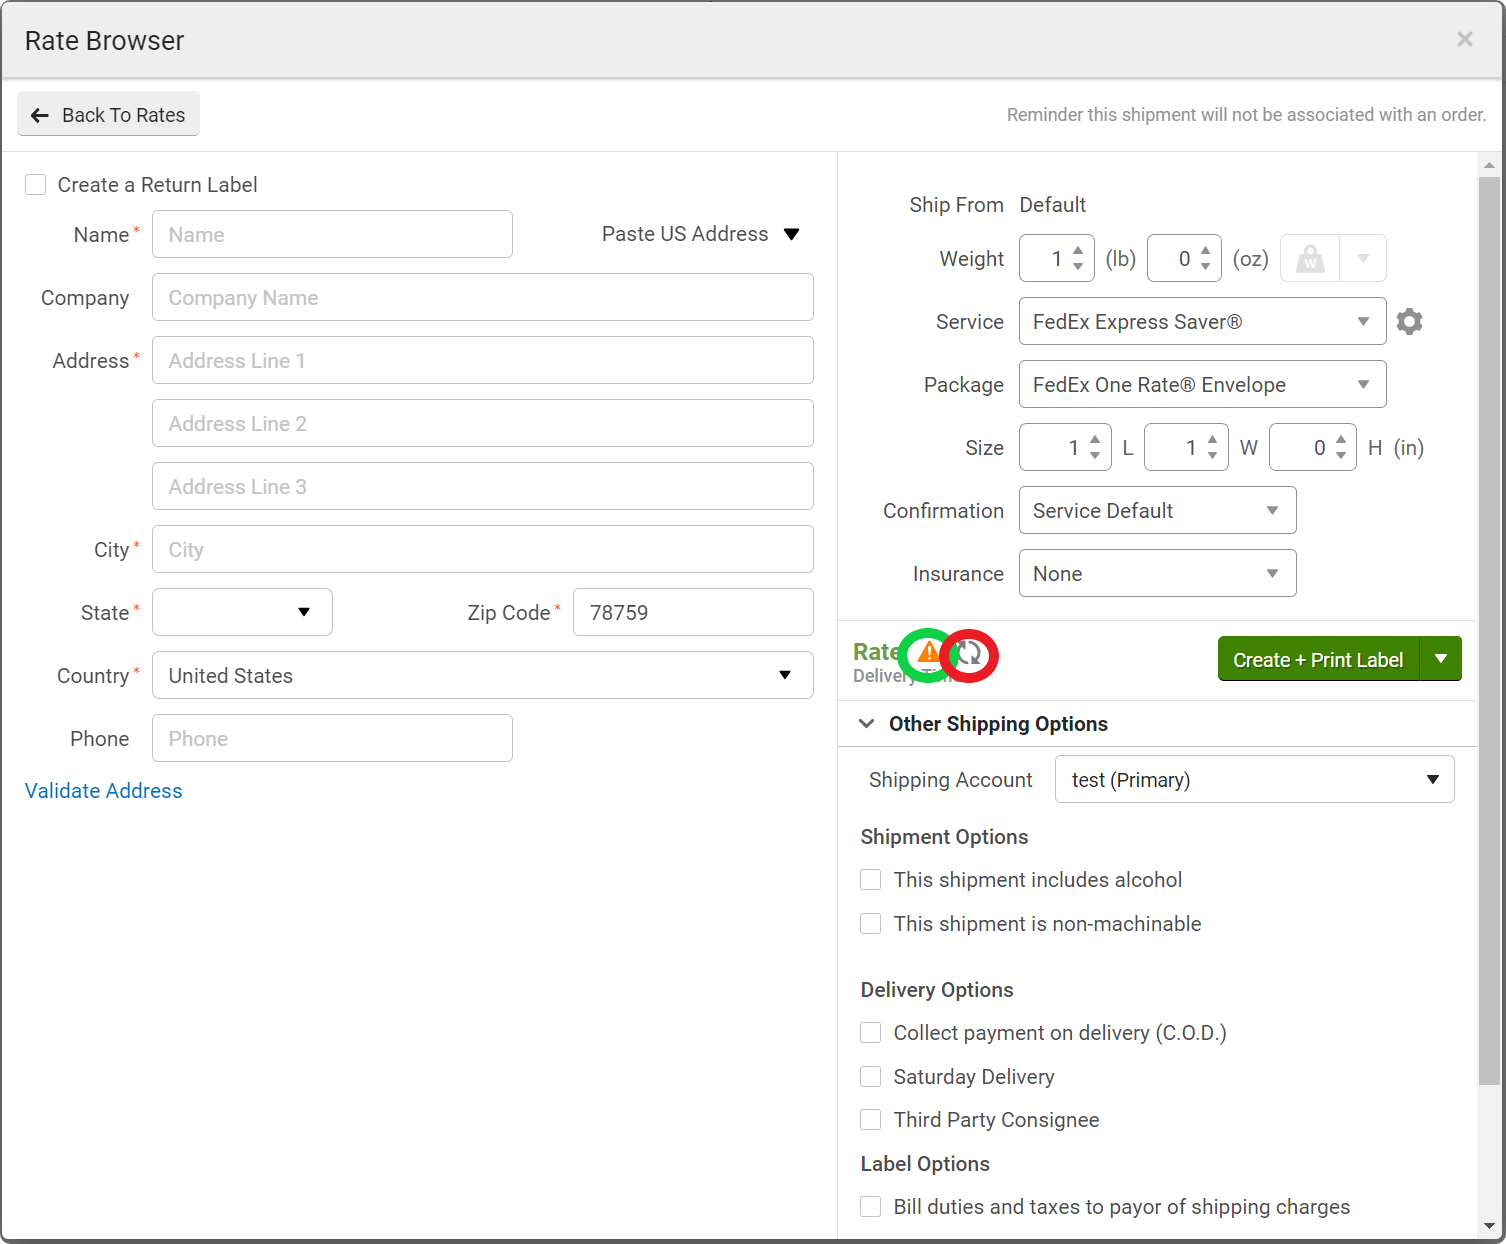 Rate Browser
×
Back To Rates
Reminder this shipment will not be associated with an order.
Create a Return Label
Name *
Name
Paste US Address
Company
Company Name
Address *
Address Line 1
Address Line 2
Address Line 3
City *
City
State *
Zip Code *
78759
Country *
United States
Phone
Phone
Validate Address
Ship From Default
Weight 1 (lb) 0 (oz) W
Service FedEx Express Saver®
Package FedEx One Rate® Envelope
Size 1 L 1 W 0 H (in)
Confirmation Service Default
Insurance None
Rate
Delivery Time
Create + Print Label
Other Shipping Options
Shipping Account test (Primary)
Shipment Options
This shipment includes alcohol
This shipment is non-machinable
Delivery Options
Collect payment on delivery (C.O.D.)
Saturday Delivery
Third Party Consignee
Label Options
Bill duties and taxes to payor of shipping charges